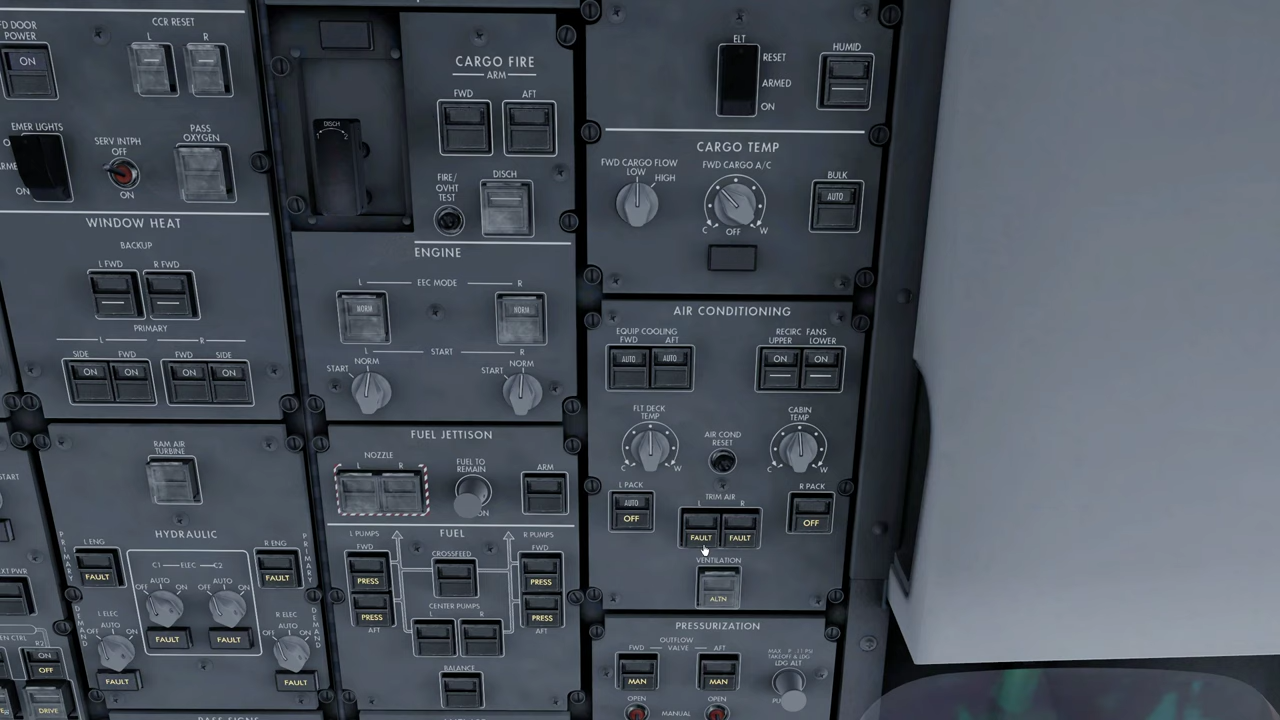 FD DOOR
POWER
ON
CCR RESET
L R
EMER LIGHTS
ON
SERV INTPH
OFF
ON
PASS
OXYGEN
WINDOW HEAT
BACKUP
L FWD R FWD
PRIMARY
L R
SIDE FWD FWD SIDE
ON ON ON ON
RAM AIR
TURBINE
HYDRAULIC
PRIMARY
L ENG
FAULT
C1 ELEC C2
AUTO AUTO
OFF ON OFF ON
FAULT FAULT
R ENG
FAULT
PRIMARY
DEMAND
L ELEC
AUTO
OFF ON
FAULT
R ELEC
AUTO
OFF ON
FAULT
DEMAND
ON
OFF
DRIVE
DISCH
CARGO FIRE
ARM
FWD AFT
FIRE/
OVHT
TEST
DISCH
ENGINE
L EEC MODE R
NORM NORM
L START R
START NORM START NORM
FUEL JETTISON
NOZZLE
L R
FUEL TO
REMAIN
ON
ARM
FUEL
L PUMPS
FWD
PRESS
PRESS
AFT
CROSSFEED
CENTER PUMPS
L R
R PUMPS
FWD
PRESS
PRESS
AFT
BALANCE
ELT
RESET
ARMED
ON
HUMID
CARGO TEMP
FWD CARGO FLOW
LOW
HIGH
FWD CARGO A/C
C OFF W
BULK
AUTO
AIR CONDITIONING
EQUIP COOLING
FWD AFT
AUTO AUTO
RECIRC FANS
UPPER LOWER
ON ON
FLT DECK
TEMP
C W
AIR COND
RESET
CABIN
TEMP
C W
L PACK
AUTO
OFF
TRIM AIR
L R
FAULT FAULT
R PACK
OFF
VENTILATION
ALTN
PRESSURIZATION
OUTFLOW
FWD VALVE AFT
MAN MAN
TAKEOFF & LDG
LDG ALT
OPEN OPEN
MANUAL